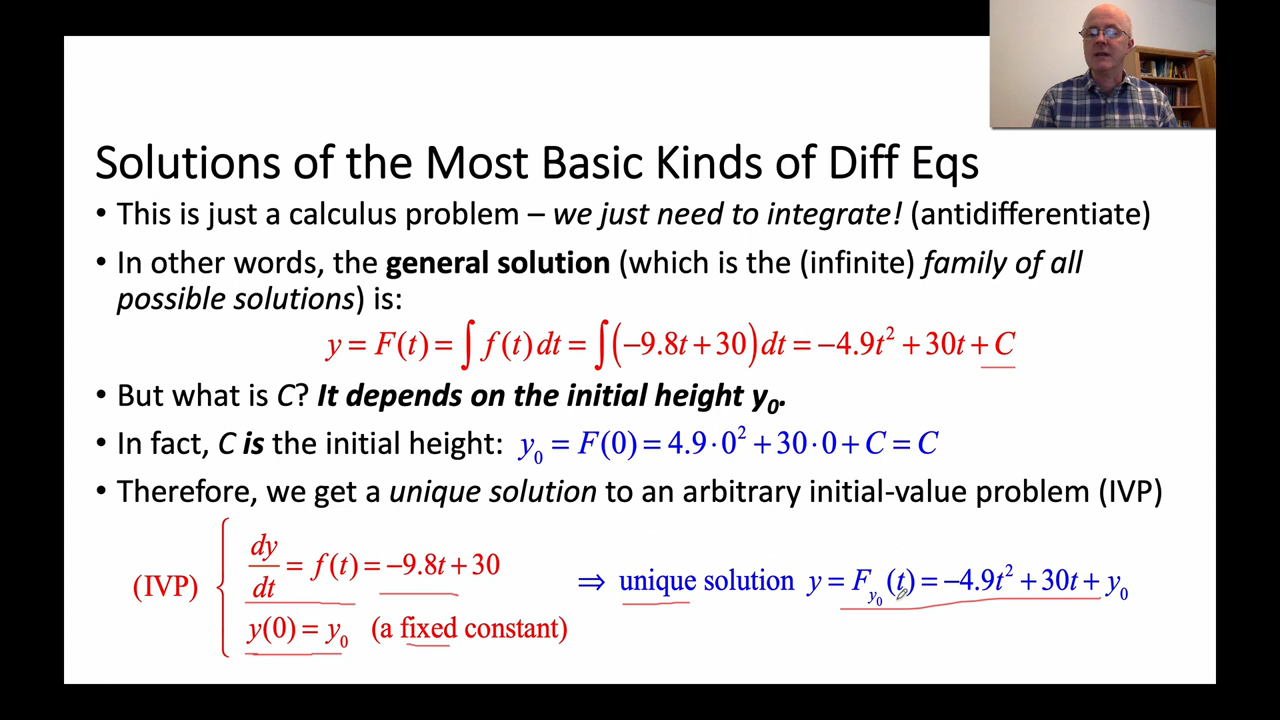 Solutions of the Most Basic Kinds of Diff Eqs
• This is just a calculus problem – we just need to integrate! (antidifferentiate)
• In other words, the general solution (which is the (infinite) family of all
possible solutions) is:
y = F(t) = ∫ f(t) dt = ∫(−9.8t + 30) dt = −4.9t² + 30t + C
• But what is C? It depends on the initial height y₀.
• In fact, C is the initial height: y₀ = F(0) = 4.9·0² + 30·0 + C = C
• Therefore, we get a unique solution to an arbitrary initial-value problem (IVP)
(IVP) { dy/dt = f(t) = −9.8t + 30
y(0) = y₀ (a fixed constant)
⇒ unique solution y = F_y₀(t) = −4.9t² + 30t + y₀